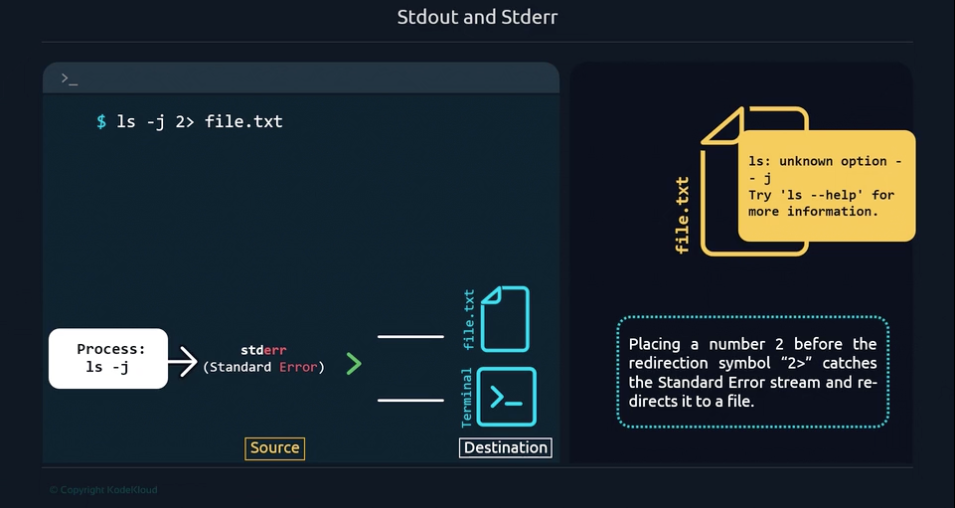 Stdout and Stderr
>_
$ ls -j 2> file.txt
ls: unknown option -
- j
Try 'ls --help' for
more information.
file.txt
file.txt
Process:
ls -j
stderr
(Standard Error)
>
Terminal
>_
Placing a number 2 before the
redirection symbol “2>” catches
the Standard Error stream and re-
directs it to a file.
Source
Destination
© Copyright KodeKloud